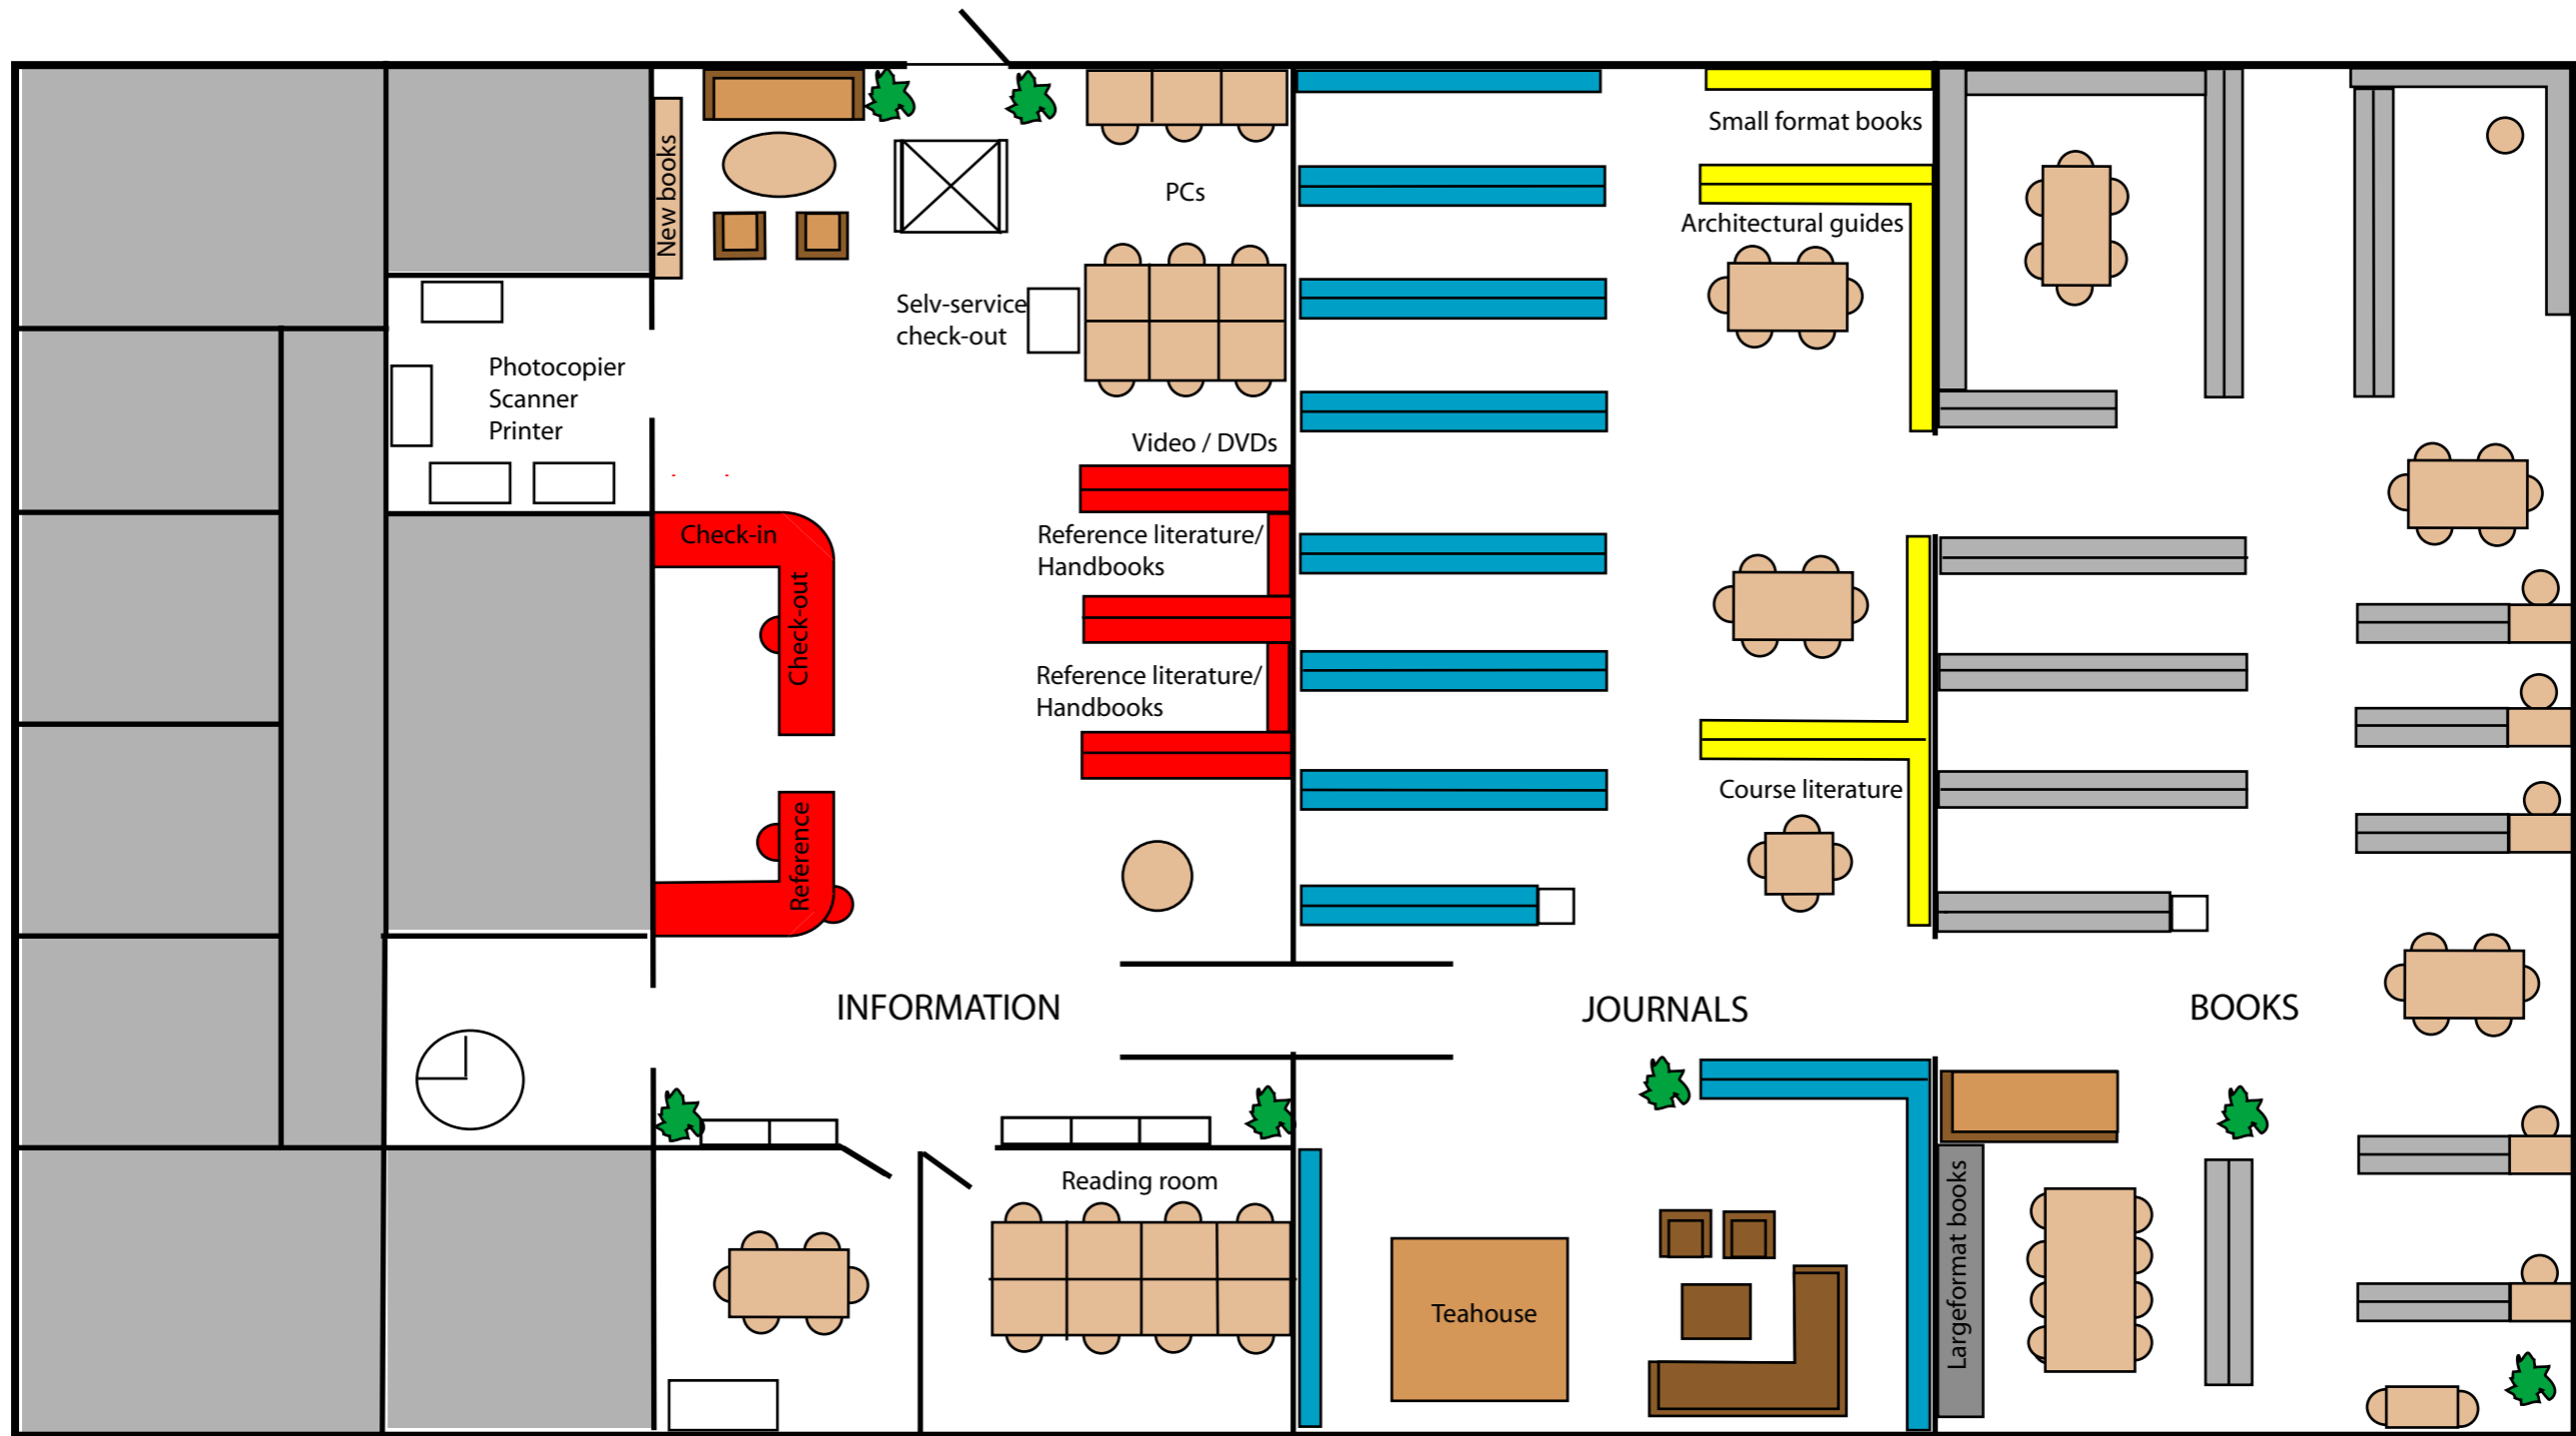 New books
PCs
Selv-service
check-out
Photocopier
Scanner
Printer
Video / DVDs
Check-in
Check-out
Reference literature/
Handbooks
Reference literature/
Handbooks
Reference
INFORMATION
Reading room
Small format books
Architectural guides
Course literature
JOURNALS
Teahouse
BOOKS
Largeformat books